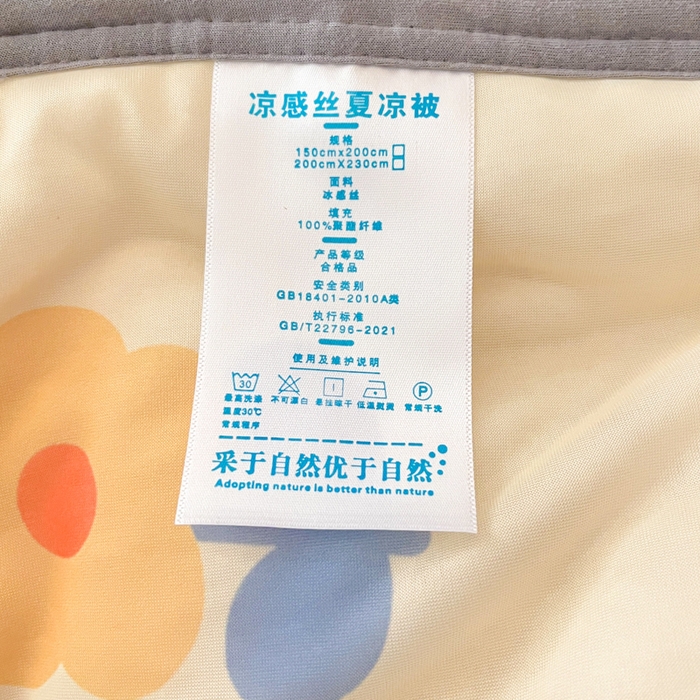 凉感丝夏凉被
规格
150cmx200cm
200cmX230cm
面料
冰感丝
填充
100%聚酯纤维
产品等级
合格品
安全类别
GB18401-2010A类
执行标准
GB/T22796-2021
使用及维护说明
30 P
最高洗涤 不可漂白 悬挂晾干 低温熨烫 常规干洗
温度30℃
常规程序
采于自然优于自然
Adopting nature is better than nature